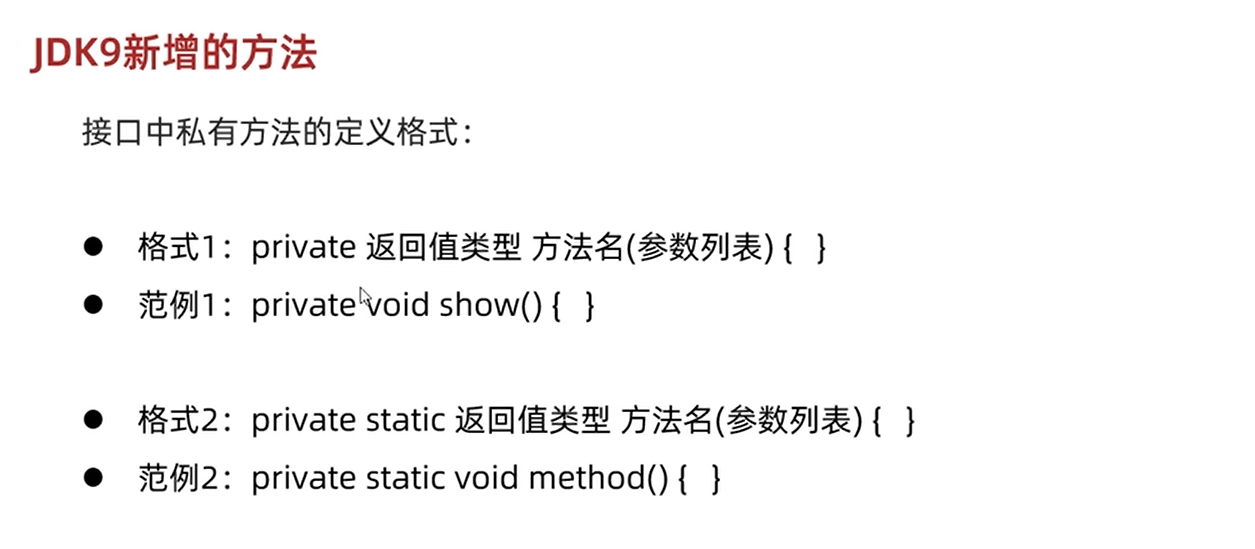 JDK9新增的方法
接口中私有方法的定义格式：
● 格式1：private 返回值类型 方法名(参数列表) {  }
● 范例1：private void show() {  }
● 格式2：private static 返回值类型 方法名(参数列表) {  }
● 范例2：private static void method() {  }